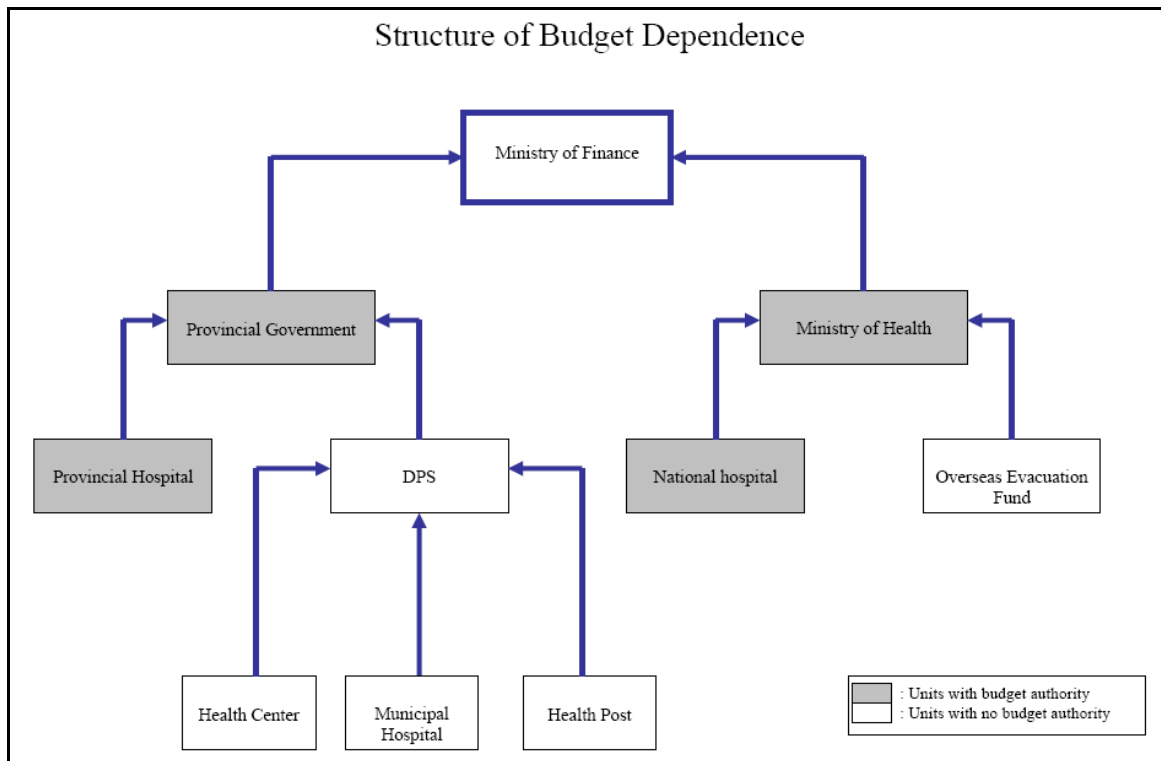 Structure of Budget Dependence
Ministry of Finance
Provincial Government
Ministry of Health
Provincial Hospital
DPS
National hospital
Overseas Evacuation
Fund
Health Center
Municipal
Hospital
Health Post
: Units with budget authority
: Units with no budget authority